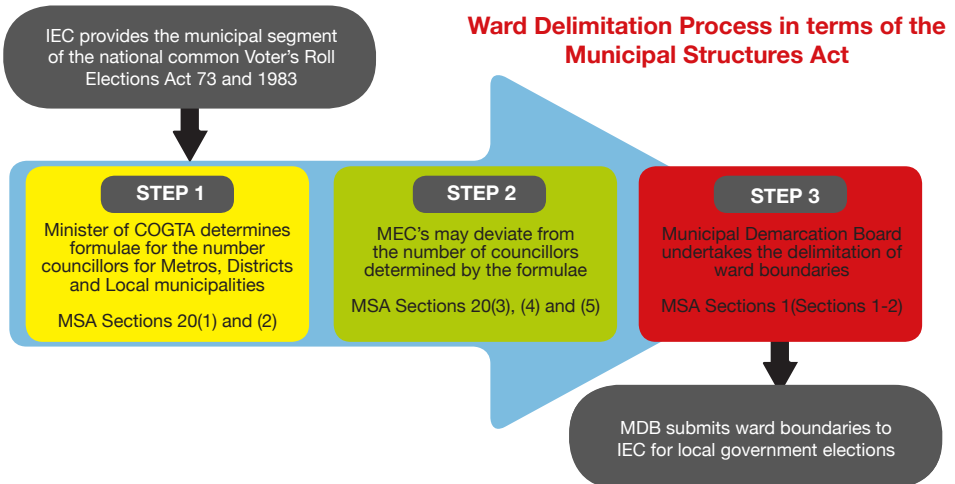 Ward Delimitation Process in terms of the
Municipal Structures Act
IEC provides the municipal segment
of the national common Voter's Roll
Elections Act 73 and 1983
STEP 1
Minister of COGTA determines
formulae for the number
councillors for Metros, Districts
and Local municipalities
MSA Sections 20(1) and (2)
STEP 2
MEC's may deviate from
the number of councillors
determined by the formulae
MSA Sections 20(3), (4) and (5)
STEP 3
Municipal Demarcation Board
undertakes the delimitation of
ward boundaries
MSA Sections 1(Sections 1-2)
MDB submits ward boundaries to
IEC for local government elections